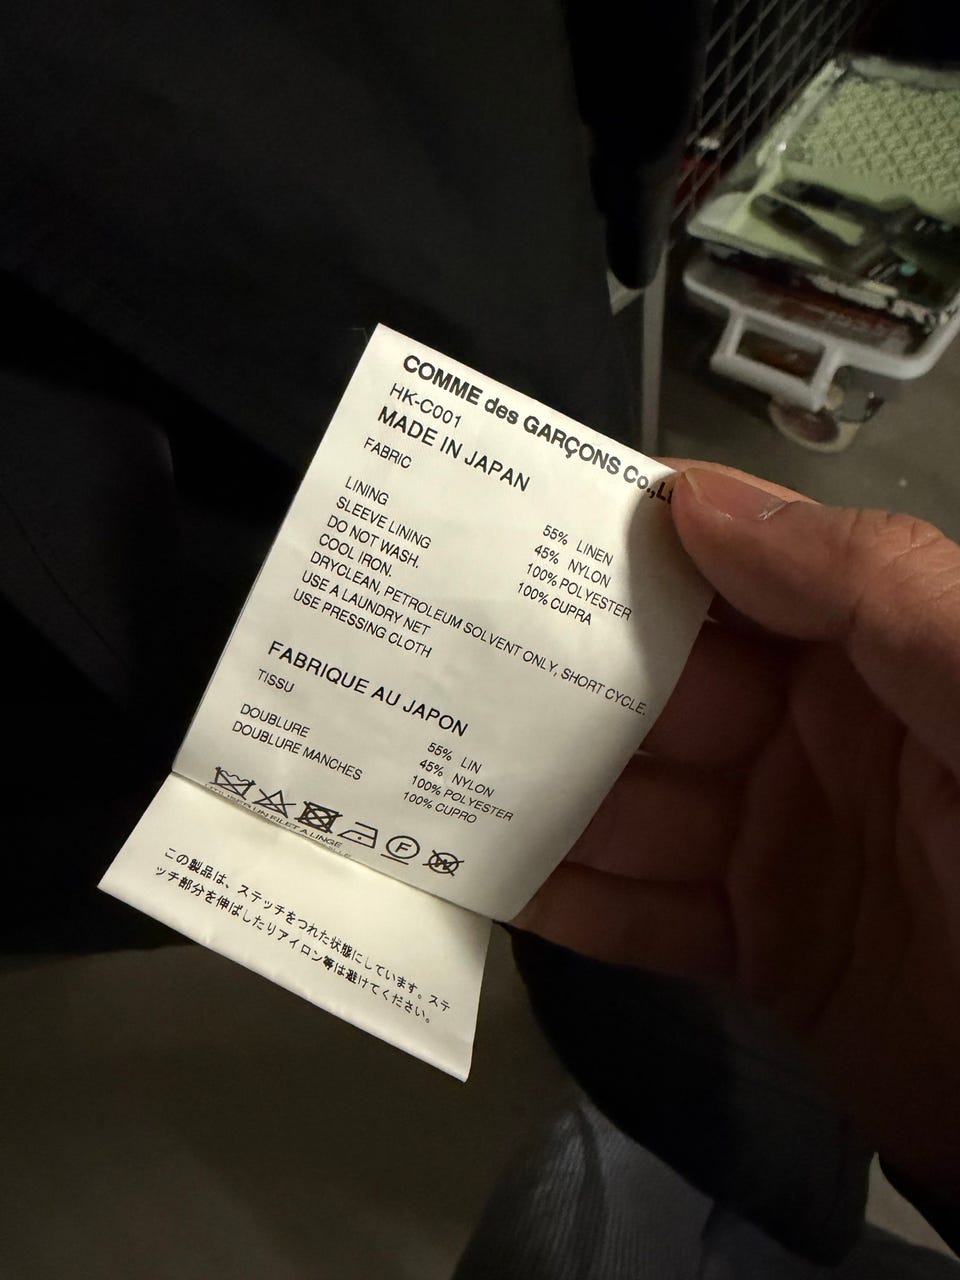 COMME des GARÇONS Co.,L
HK-C001
MADE IN JAPAN
FABRIC 55% LINEN
45% NYLON
LINING 100% POLYESTER
SLEEVE LINING 100% CUPRA
DO NOT WASH.
COOL IRON.
DRYCLEAN, PETROLEUM SOLVENT ONLY, SHORT CYCLE.
USE A LAUNDRY NET
USE PRESSING CLOTH
FABRIQUE AU JAPON
TISSU 55% LIN
45% NYLON
DOUBLURE 100% POLYESTER
DOUBLURE MANCHES 100% CUPRO
F W
UN FILET A LINGE
この製品は、ステッチをつれた状態にしています。ステ
ッチ部分を伸ばしたりアイロン等は避けてください。